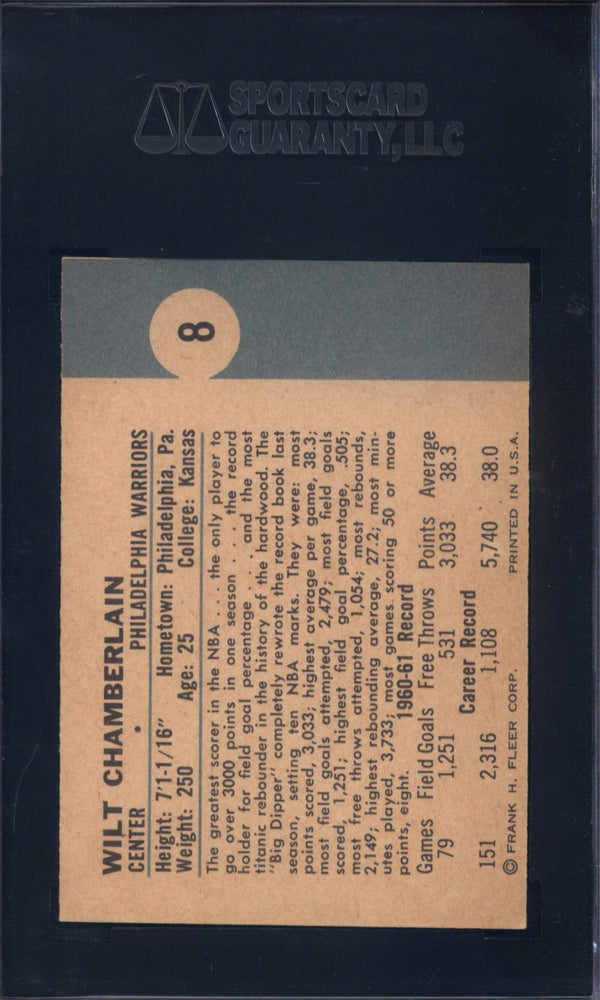 SPORTSCARD
GUARANTY, LLC
8
WILT CHAMBERLAIN
CENTER • PHILADELPHIA WARRIORS
Height: 7'1-1/16" Hometown: Philadelphia, Pa.
Weight: 250 Age: 25 College: Kansas
The greatest scorer in the NBA . . . the only player to
go over 3000 points in one season . . . the record
holder for field goal percentage . . . and the most
titanic rebounder in the history of the hardwood. The
"Big Dipper" completely rewrote the record book last
season, setting ten NBA marks. They were: most
points scored, 3,033; highest average per game, 38.3;
most field goals attempted, 2,479; most field goals
scored, 1,251; highest field goal percentage, .505;
most free throws attempted, 1,054; most rebounds,
2,149; highest rebounding average, 27.2; most min-
utes played, 3,733; most games scoring 50 or more
points, eight.
1960-61 Record
Games Field Goals Free Throws Points Average
79 1,251 531 3,033 38.3
Career Record
151 2,316 1,108 5,740 38.0
© FRANK H. FLEER CORP. PRINTED IN U.S.A.